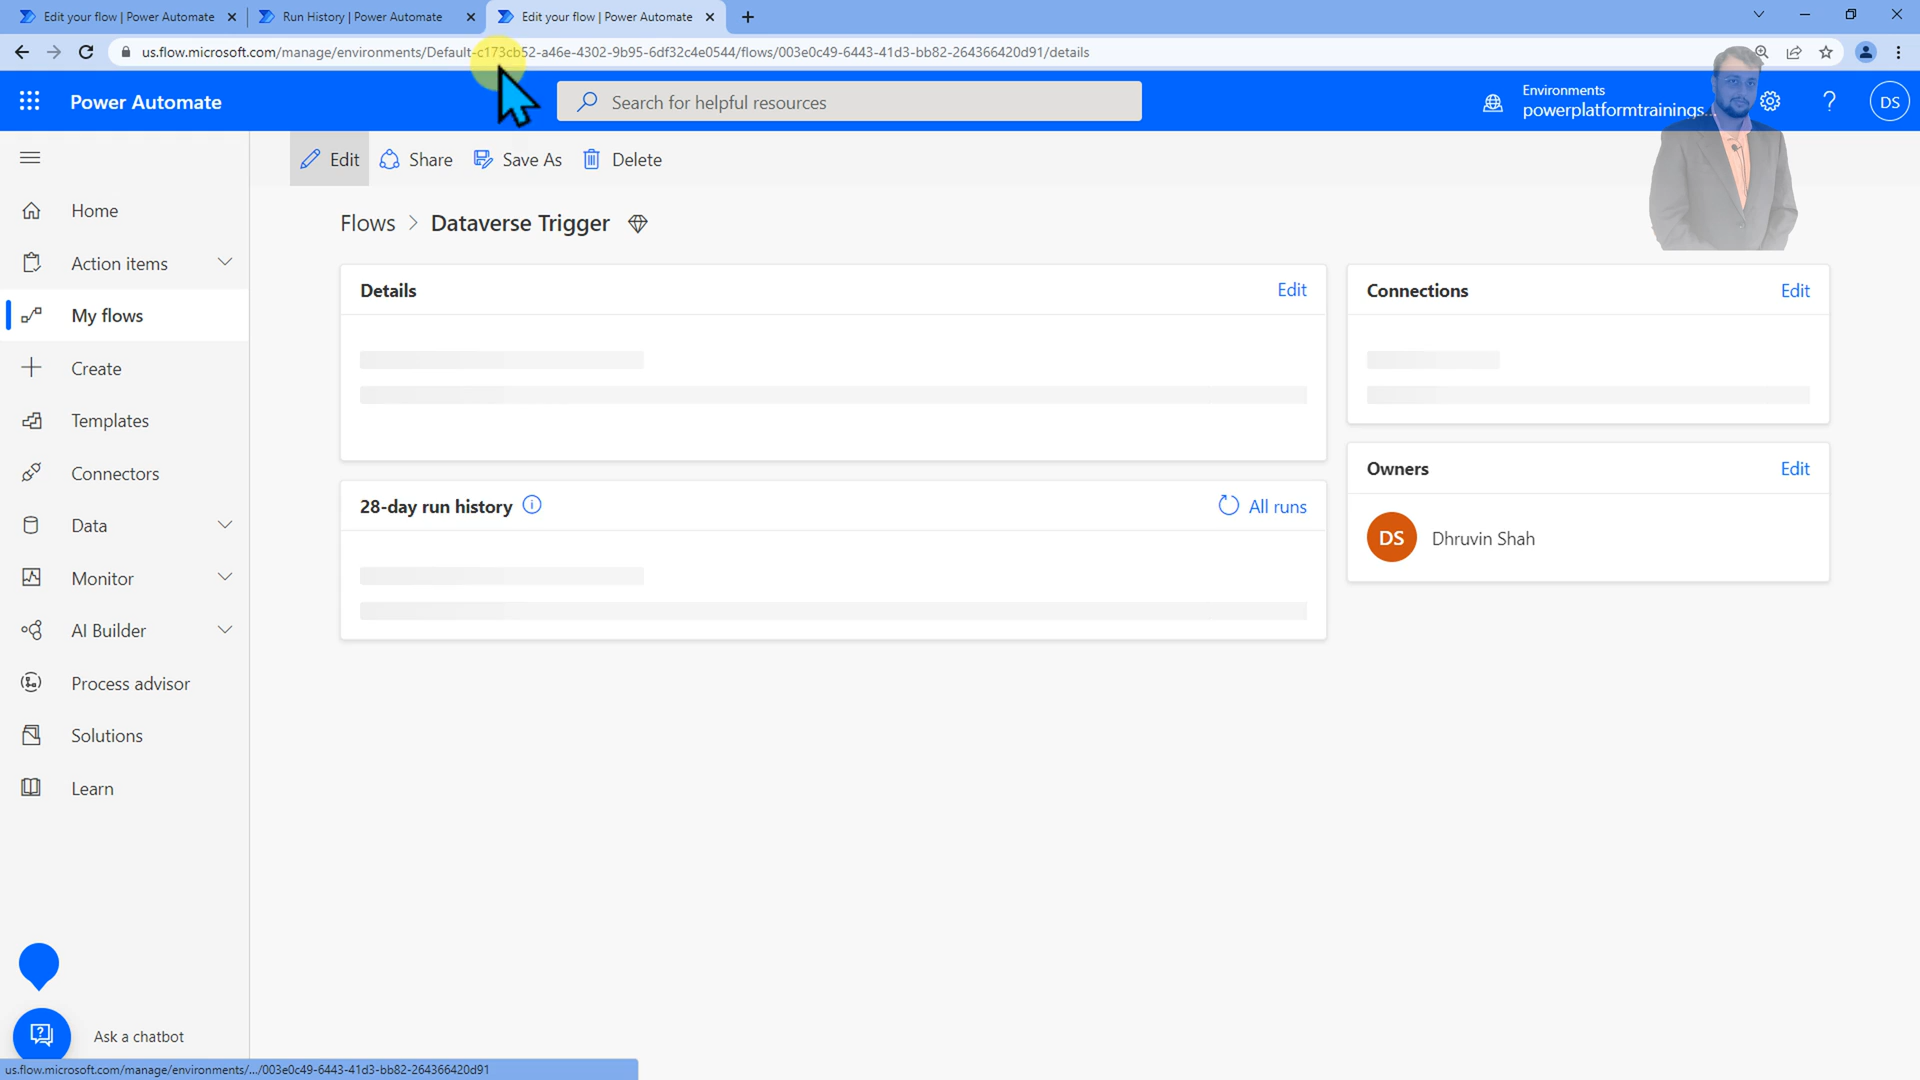 Edit your flow | Power Automate
Run History | Power Automate
Edit your flow | Power Automate
us.flow.microsoft.com/manage/environments/Default-c173cb52-a46e-4302-9b95-6df32c4e0544/flows/003e0c49-6443-41d3-bb82-264366420d91/details
Power Automate
Search for helpful resources
Environments
powerplatformtrainings...
DS
Edit
Share
Save As
Delete
Home
Action items
My flows
Create
Templates
Connectors
Data
Monitor
AI Builder
Process advisor
Solutions
Learn
Ask a chatbot
Flows > Dataverse Trigger
Details
Edit
28-day run history
All runs
Connections
Edit
Owners
Edit
DS
Dhruvin Shah
us.flow.microsoft.com/manage/environments/.../003e0c49-6443-41d3-bb82-264366420d91